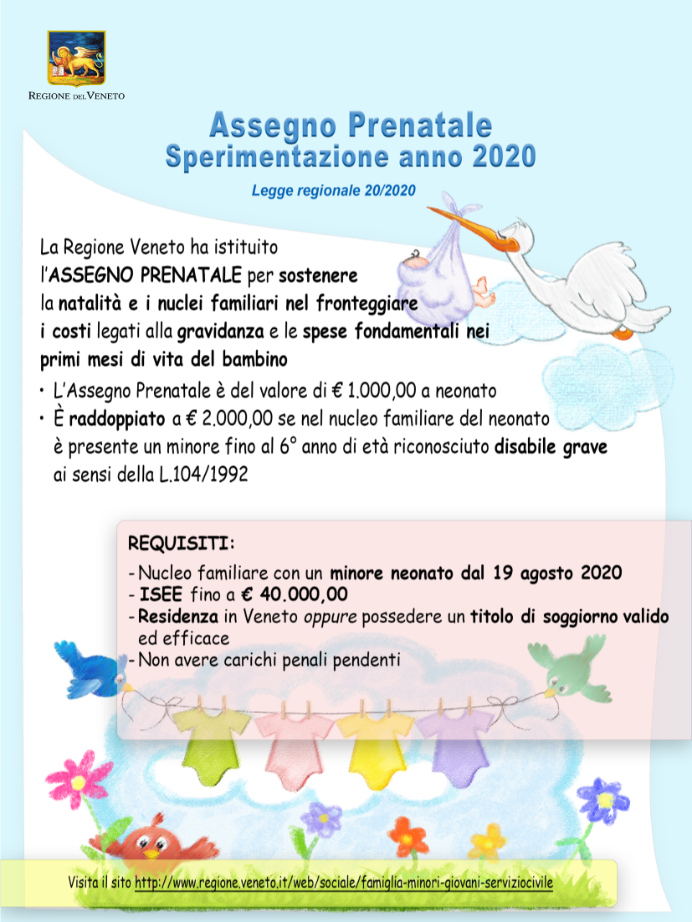 REGIONE DEL VENETO
Assegno Prenatale
Sperimentazione anno 2020
Legge regionale 20/2020
La Regione Veneto ha istituito
l'ASSEGNO PRENATALE per sostenere
la natalità e i nuclei familiari nel fronteggiare
i costi legati alla gravidanza e le spese fondamentali nei
primi mesi di vita del bambino
• L'Assegno Prenatale è del valore di € 1.000,00 a neonato
• È raddoppiato a € 2.000,00 se nel nucleo familiare del neonato
è presente un minore fino al 6° anno di età riconosciuto disabile grave
ai sensi della L.104/1992
REQUISITI:
- Nucleo familiare con un minore neonato dal 19 agosto 2020
- ISEE fino a € 40.000,00
- Residenza in Veneto oppure possedere un titolo di soggiorno valido
ed efficace
- Non avere carichi penali pendenti
Visita il sito http://www.regione.veneto.it/web/sociale/famiglia-minori-giovani-serviziocivile